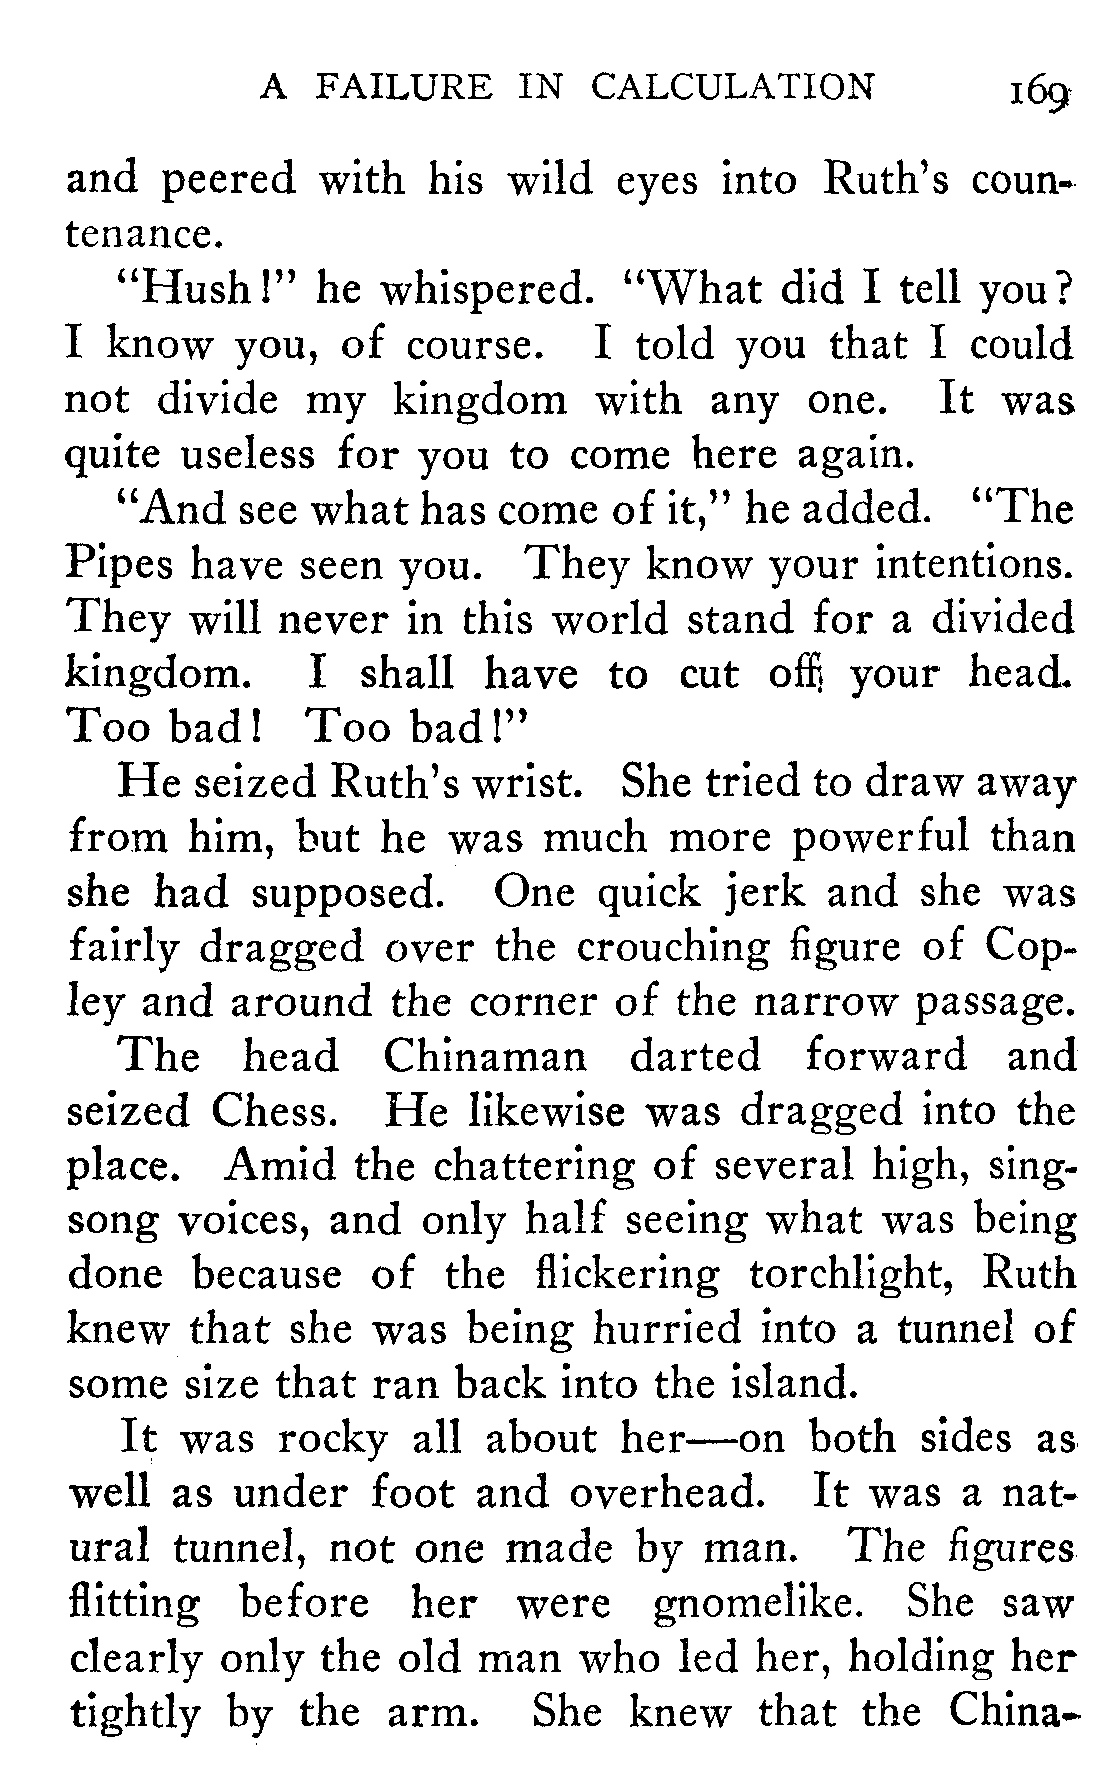 A FAILURE IN CALCULATION 169
and peered with his wild eyes into Ruth's coun-
tenance.
"Hush!" he whispered. "What did I tell you?
I know you, of course. I told you that I could
not divide my kingdom with any one. It was
quite useless for you to come here again.
"And see what has come of it," he added. "The
Pipes have seen you. They know your intentions.
They will never in this world stand for a divided
kingdom. I shall have to cut off your head.
Too bad! Too bad!"
He seized Ruth's wrist. She tried to draw away
from him, but he was much more powerful than
she had supposed. One quick jerk and she was
fairly dragged over the crouching figure of Cop-
ley and around the corner of the narrow passage.
The head Chinaman darted forward and
seized Chess. He likewise was dragged into the
place. Amid the chattering of several high, sing-
song voices, and only half seeing what was being
done because of the flickering torchlight, Ruth
knew that she was being hurried into a tunnel of
some size that ran back into the island.
It was rocky all about her—on both sides as
well as under foot and overhead. It was a nat-
ural tunnel, not one made by man. The figures
flitting before her were gnomelike. She saw
clearly only the old man who led her, holding her
tightly by the arm. She knew that the China-